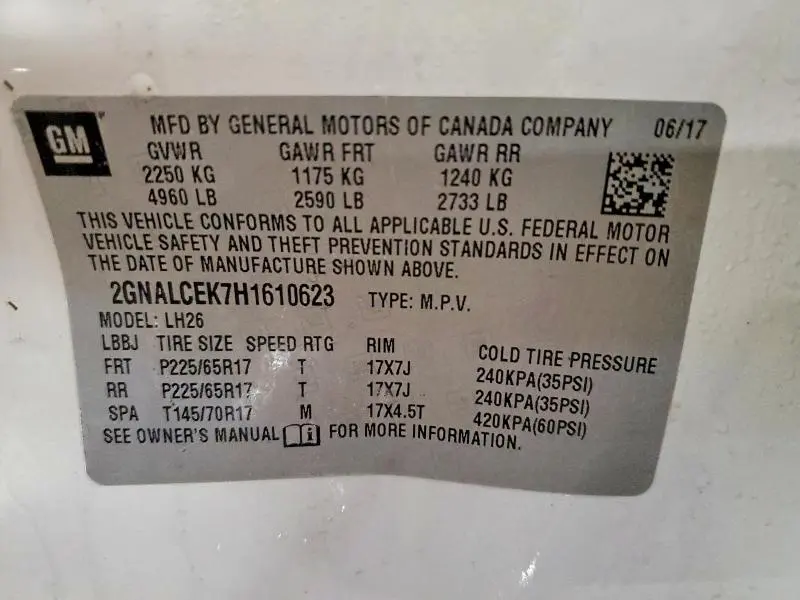 GM MFD BY GENERAL MOTORS OF CANADA COMPANY 06/17
GVWR GAWR FRT GAWR RR
2250 KG 1175 KG 1240 KG
4960 LB 2590 LB 2733 LB
THIS VEHICLE CONFORMS TO ALL APPLICABLE U.S. FEDERAL MOTOR
VEHICLE SAFETY AND THEFT PREVENTION STANDARDS IN EFFECT ON
THE DATE OF MANUFACTURE SHOWN ABOVE.
2GNALCEK7H1610623 TYPE: M.P.V.
MODEL: LH26
LBBJ TIRE SIZE SPEED RTG RIM COLD TIRE PRESSURE
FRT P225/65R17 T 17X7J 240KPA(35PSI)
RR P225/65R17 T 17X7J 240KPA(35PSI)
SPA T145/70R17 M 17X4.5T 420KPA(60PSI)
SEE OWNER'S MANUAL FOR MORE INFORMATION.